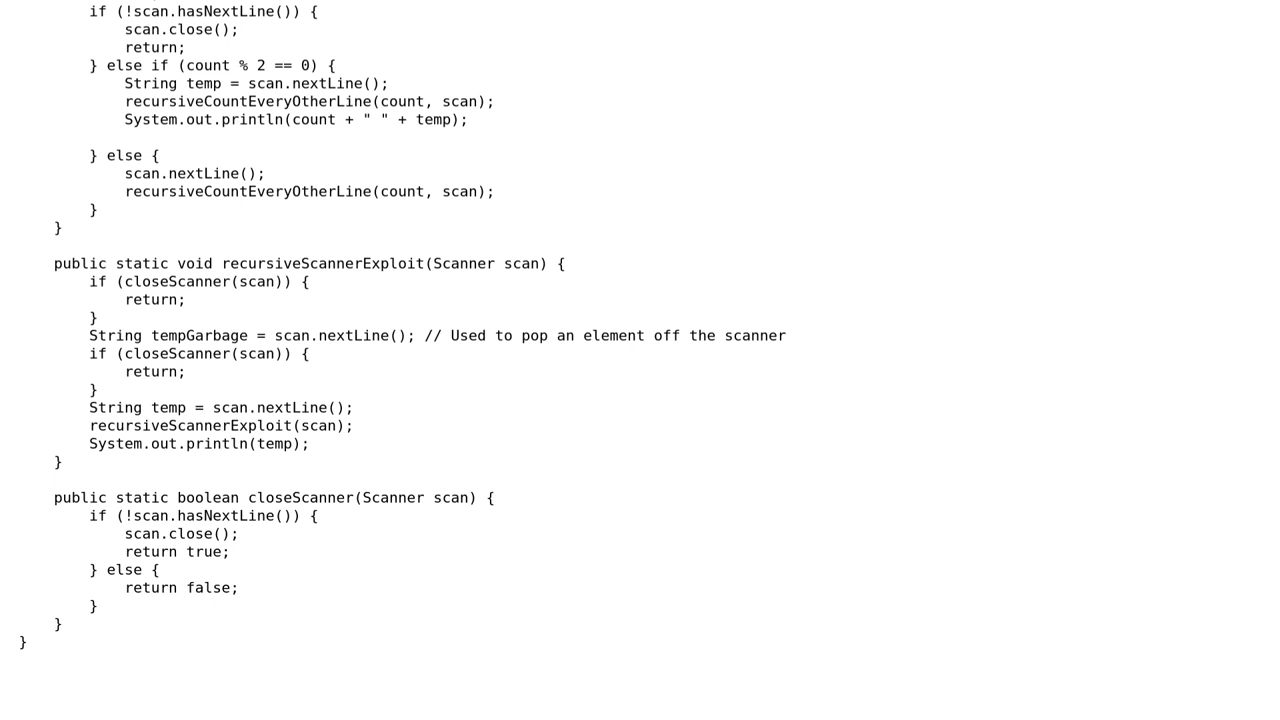 if (!scan.hasNextLine()) {
            scan.close();
            return;
        } else if (count % 2 == 0) {
            String temp = scan.nextLine();
            recursiveCountEveryOtherLine(count, scan);
            System.out.println(count + " " + temp);

        } else {
            scan.nextLine();
            recursiveCountEveryOtherLine(count, scan);
        }
    }

    public static void recursiveScannerExploit(Scanner scan) {
        if (closeScanner(scan)) {
            return;
        }
        String tempGarbage = scan.nextLine(); // Used to pop an element off the scanner
        if (closeScanner(scan)) {
            return;
        }
        String temp = scan.nextLine();
        recursiveScannerExploit(scan);
        System.out.println(temp);
    }

    public static boolean closeScanner(Scanner scan) {
        if (!scan.hasNextLine()) {
            scan.close();
            return true;
        } else {
            return false;
        }
    }
}